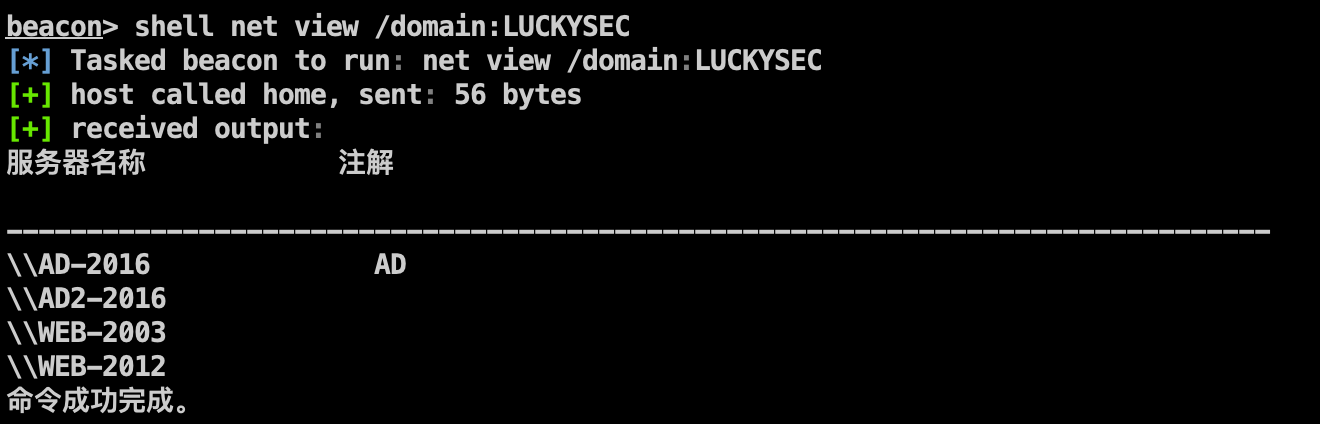 beacon> shell net view /domain:LUCKYSEC
[*] Tasked beacon to run: net view /domain:LUCKYSEC
[+] host called home, sent: 56 bytes
[+] received output:
服务器名称            注解
-------------------------------------------------------------------------------
\\AD-2016              AD
\\AD2-2016
\\WEB-2003
\\WEB-2012
命令成功完成。